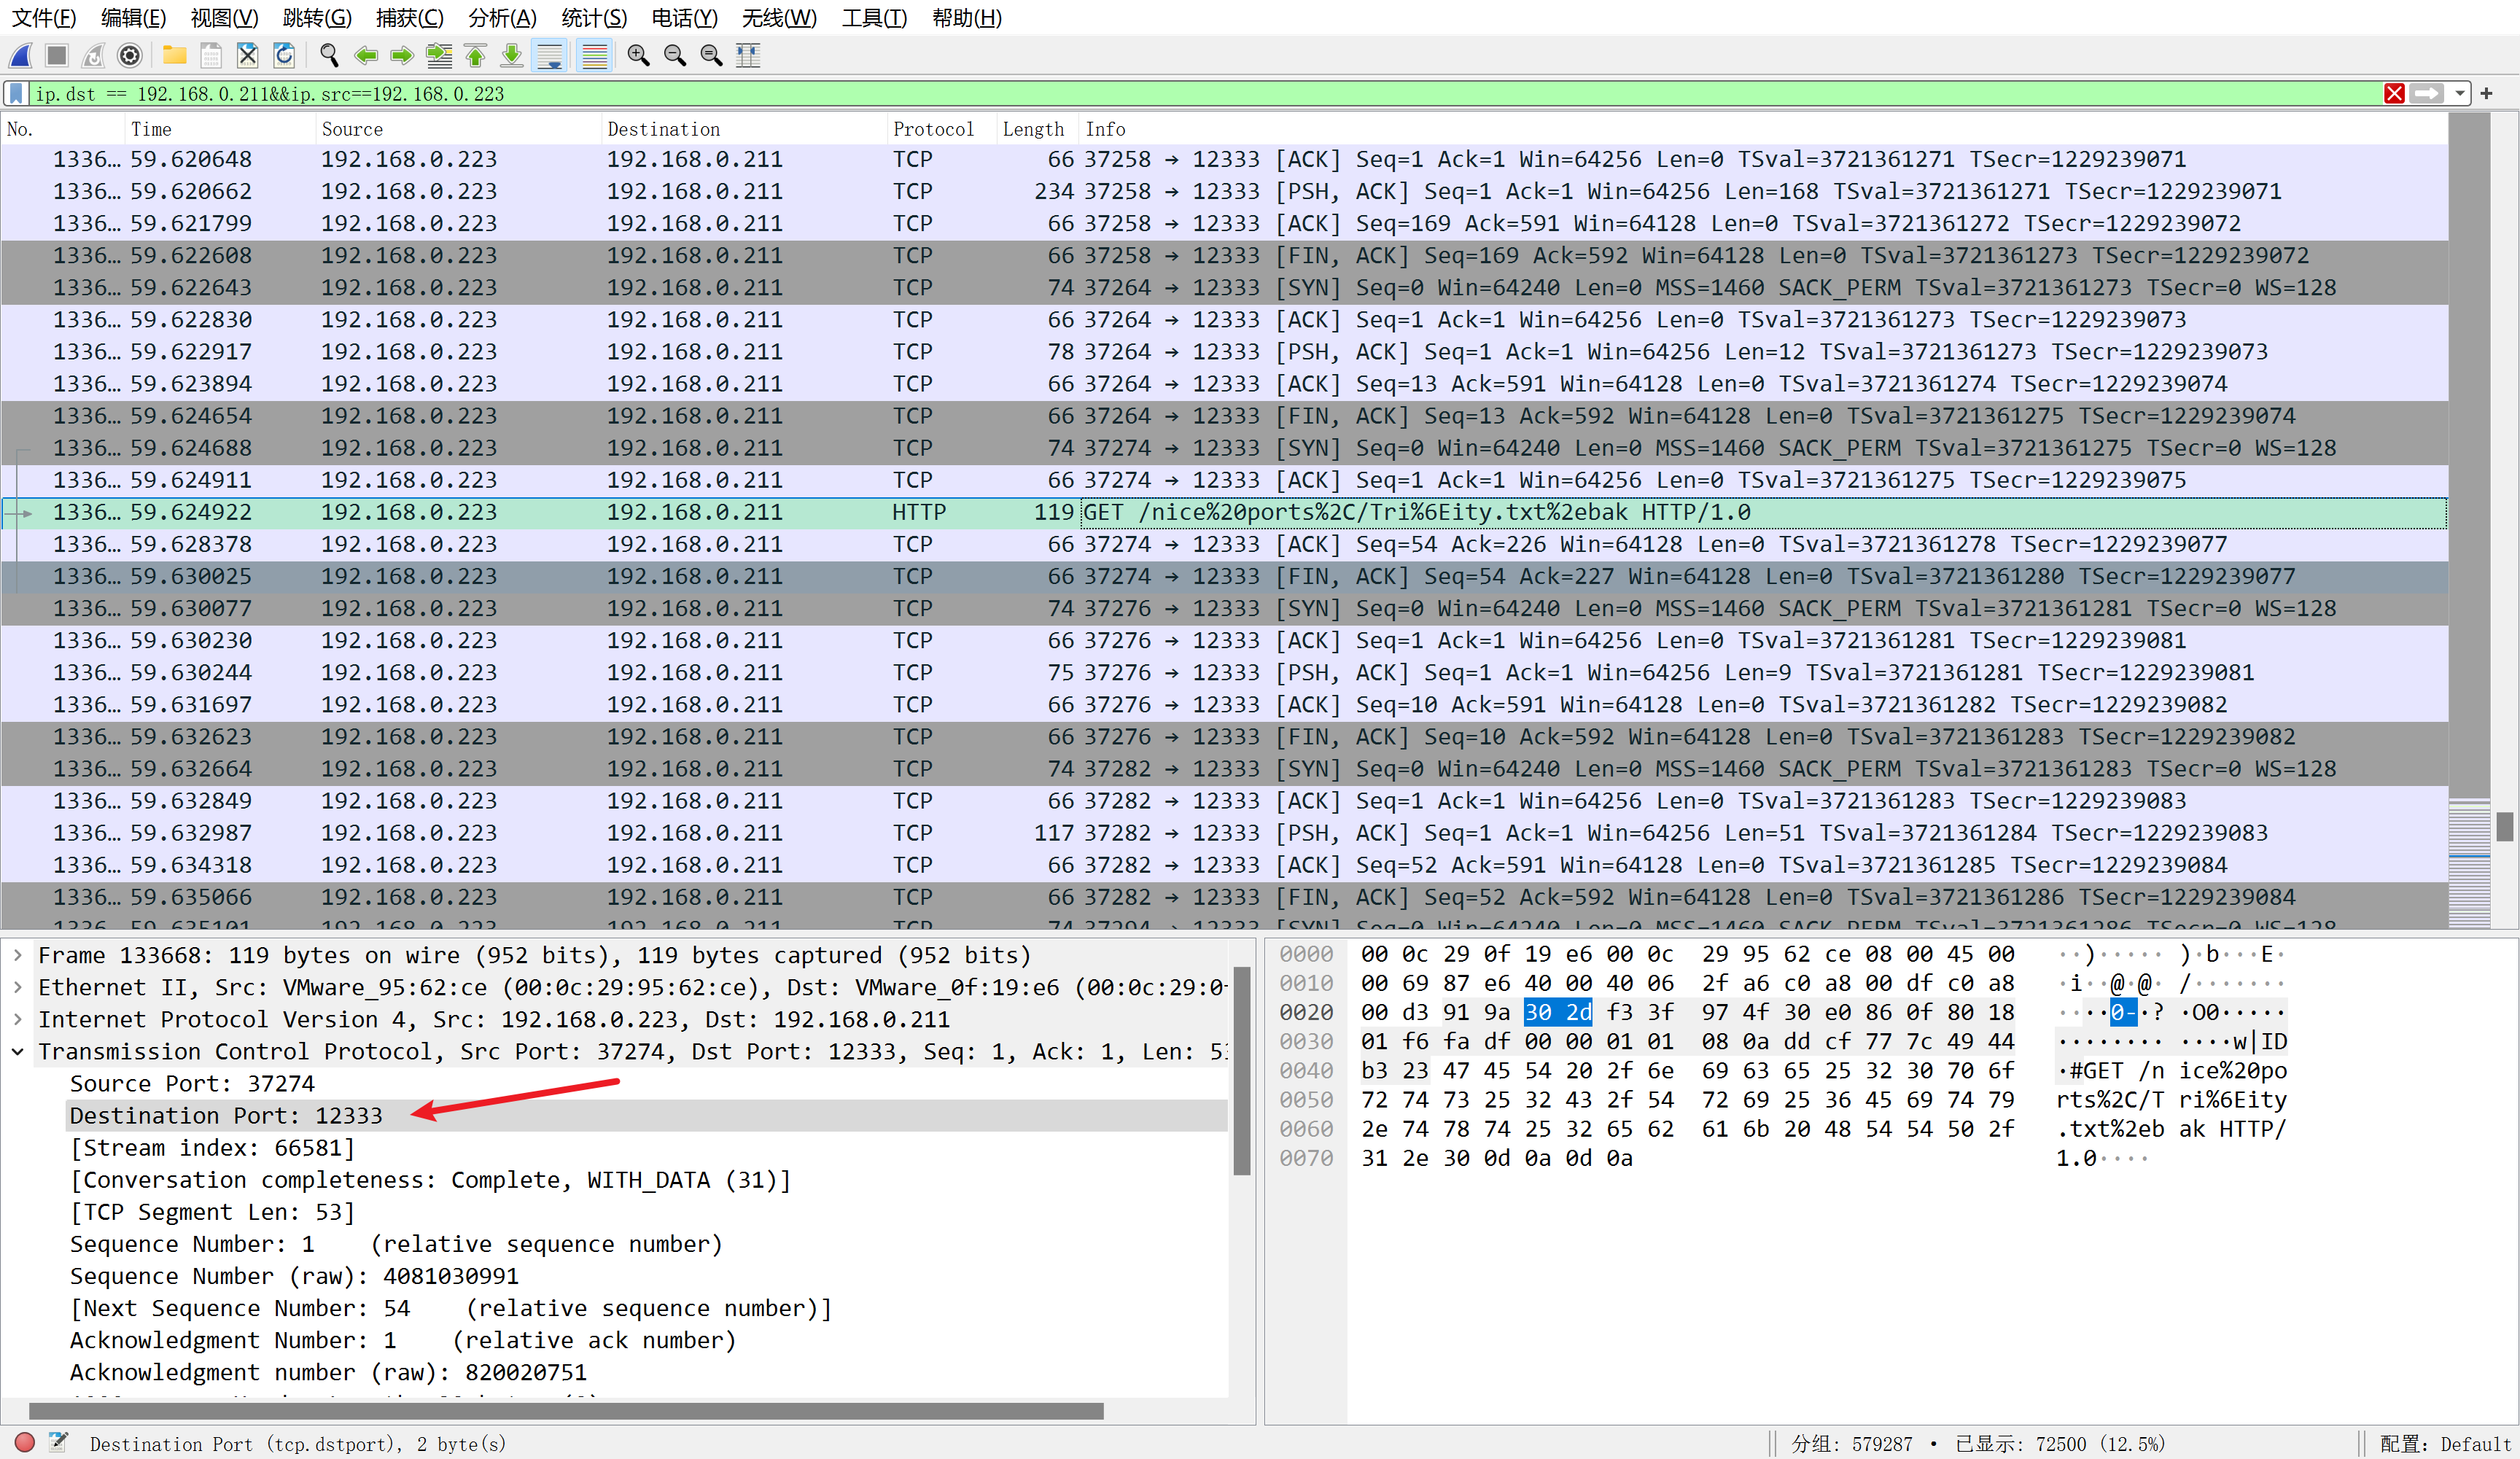 文件(F) 编辑(E) 视图(V) 跳转(G) 捕获(C) 分析(A) 统计(S) 电话(Y) 无线(W) 工具(T) 帮助(H)
ip.dst == 192.168.0.211&&ip.src==192.168.0.223
No. Time Source Destination Protocol Length Info
1336… 59.620648 192.168.0.223 192.168.0.211 TCP 66 37258 → 12333 [ACK] Seq=1 Ack=1 Win=64256 Len=0 TSval=3721361271 TSecr=1229239071
1336… 59.620662 192.168.0.223 192.168.0.211 TCP 234 37258 → 12333 [PSH, ACK] Seq=1 Ack=1 Win=64256 Len=168 TSval=3721361271 TSecr=1229239071
1336… 59.621799 192.168.0.223 192.168.0.211 TCP 66 37258 → 12333 [ACK] Seq=169 Ack=591 Win=64128 Len=0 TSval=3721361272 TSecr=1229239072
1336… 59.622608 192.168.0.223 192.168.0.211 TCP 66 37258 → 12333 [FIN, ACK] Seq=169 Ack=592 Win=64128 Len=0 TSval=3721361273 TSecr=1229239072
1336… 59.622643 192.168.0.223 192.168.0.211 TCP 74 37264 → 12333 [SYN] Seq=0 Win=64240 Len=0 MSS=1460 SACK_PERM TSval=3721361273 TSecr=0 WS=128
1336… 59.622830 192.168.0.223 192.168.0.211 TCP 66 37264 → 12333 [ACK] Seq=1 Ack=1 Win=64256 Len=0 TSval=3721361273 TSecr=1229239073
1336… 59.622917 192.168.0.223 192.168.0.211 TCP 78 37264 → 12333 [PSH, ACK] Seq=1 Ack=1 Win=64256 Len=12 TSval=3721361273 TSecr=1229239073
1336… 59.623894 192.168.0.223 192.168.0.211 TCP 66 37264 → 12333 [ACK] Seq=13 Ack=591 Win=64128 Len=0 TSval=3721361274 TSecr=1229239074
1336… 59.624654 192.168.0.223 192.168.0.211 TCP 66 37264 → 12333 [FIN, ACK] Seq=13 Ack=592 Win=64128 Len=0 TSval=3721361275 TSecr=1229239074
1336… 59.624688 192.168.0.223 192.168.0.211 TCP 74 37274 → 12333 [SYN] Seq=0 Win=64240 Len=0 MSS=1460 SACK_PERM TSval=3721361275 TSecr=0 WS=128
1336… 59.624911 192.168.0.223 192.168.0.211 TCP 66 37274 → 12333 [ACK] Seq=1 Ack=1 Win=64256 Len=0 TSval=3721361275 TSecr=1229239075
1336… 59.624922 192.168.0.223 192.168.0.211 HTTP 119 GET /nice%20ports%2C/Tri%6Eity.txt%2ebak HTTP/1.0
1336… 59.628378 192.168.0.223 192.168.0.211 TCP 66 37274 → 12333 [ACK] Seq=54 Ack=226 Win=64128 Len=0 TSval=3721361278 TSecr=1229239077
1336… 59.630025 192.168.0.223 192.168.0.211 TCP 66 37274 → 12333 [FIN, ACK] Seq=54 Ack=227 Win=64128 Len=0 TSval=3721361280 TSecr=1229239077
1336… 59.630077 192.168.0.223 192.168.0.211 TCP 74 37276 → 12333 [SYN] Seq=0 Win=64240 Len=0 MSS=1460 SACK_PERM TSval=3721361281 TSecr=0 WS=128
1336… 59.630230 192.168.0.223 192.168.0.211 TCP 66 37276 → 12333 [ACK] Seq=1 Ack=1 Win=64256 Len=0 TSval=3721361281 TSecr=1229239081
1336… 59.630244 192.168.0.223 192.168.0.211 TCP 75 37276 → 12333 [PSH, ACK] Seq=1 Ack=1 Win=64256 Len=9 TSval=3721361281 TSecr=1229239081
1336… 59.631697 192.168.0.223 192.168.0.211 TCP 66 37276 → 12333 [ACK] Seq=10 Ack=591 Win=64128 Len=0 TSval=3721361282 TSecr=1229239082
1336… 59.632623 192.168.0.223 192.168.0.211 TCP 66 37276 → 12333 [FIN, ACK] Seq=10 Ack=592 Win=64128 Len=0 TSval=3721361283 TSecr=1229239082
1336… 59.632664 192.168.0.223 192.168.0.211 TCP 74 37282 → 12333 [SYN] Seq=0 Win=64240 Len=0 MSS=1460 SACK_PERM TSval=3721361283 TSecr=0 WS=128
1336… 59.632849 192.168.0.223 192.168.0.211 TCP 66 37282 → 12333 [ACK] Seq=1 Ack=1 Win=64256 Len=0 TSval=3721361283 TSecr=1229239083
1336… 59.632987 192.168.0.223 192.168.0.211 TCP 117 37282 → 12333 [PSH, ACK] Seq=1 Ack=1 Win=64256 Len=51 TSval=3721361284 TSecr=1229239083
1336… 59.634318 192.168.0.223 192.168.0.211 TCP 66 37282 → 12333 [ACK] Seq=52 Ack=591 Win=64128 Len=0 TSval=3721361285 TSecr=1229239084
1336… 59.635066 192.168.0.223 192.168.0.211 TCP 66 37282 → 12333 [FIN, ACK] Seq=52 Ack=592 Win=64128 Len=0 TSval=3721361286 TSecr=1229239084
Frame 133668: 119 bytes on wire (952 bits), 119 bytes captured (952 bits)
Ethernet II, Src: VMware_95:62:ce (00:0c:29:95:62:ce), Dst: VMware_0f:19:e6 (00:0c:29:0
Internet Protocol Version 4, Src: 192.168.0.223, Dst: 192.168.0.211
Transmission Control Protocol, Src Port: 37274, Dst Port: 12333, Seq: 1, Ack: 1, Len: 53
Source Port: 37274
Destination Port: 12333
[Stream index: 66581]
[Conversation completeness: Complete, WITH_DATA (31)]
[TCP Segment Len: 53]
Sequence Number: 1    (relative sequence number)
Sequence Number (raw): 4081030991
[Next Sequence Number: 54    (relative sequence number)]
Acknowledgment Number: 1    (relative ack number)
Acknowledgment number (raw): 820020751
0000 00 0c 29 0f 19 e6 00 0c 29 95 62 ce 08 00 45 00 ··)····· )·b···E·
0010 00 69 87 e6 40 00 40 06 2f a6 c0 a8 00 df c0 a8 ·i··@·@· /·······
0020 00 d3 91 9a 30 2d f3 3f 97 4f 30 e0 86 0f 80 18 ····0-·? ·O0·····
0030 01 f6 fa df 00 00 01 01 08 0a dd cf 77 7c 49 44 ········ ····w|ID
0040 b3 23 47 45 54 20 2f 6e 69 63 65 25 32 30 70 6f ·#GET /n ice%20po
0050 72 74 73 25 32 43 2f 54 72 69 25 36 45 69 74 79 rts%2C/T ri%6Eity
0060 2e 74 78 74 25 32 65 62 61 6b 20 48 54 54 50 2f .txt%2eb ak HTTP/
0070 31 2e 30 0d 0a 0d 0a 1.0····
Destination Port (tcp.dstport), 2 byte(s) 分组: 579287 · 已显示: 72500 (12.5%) 配置: Default